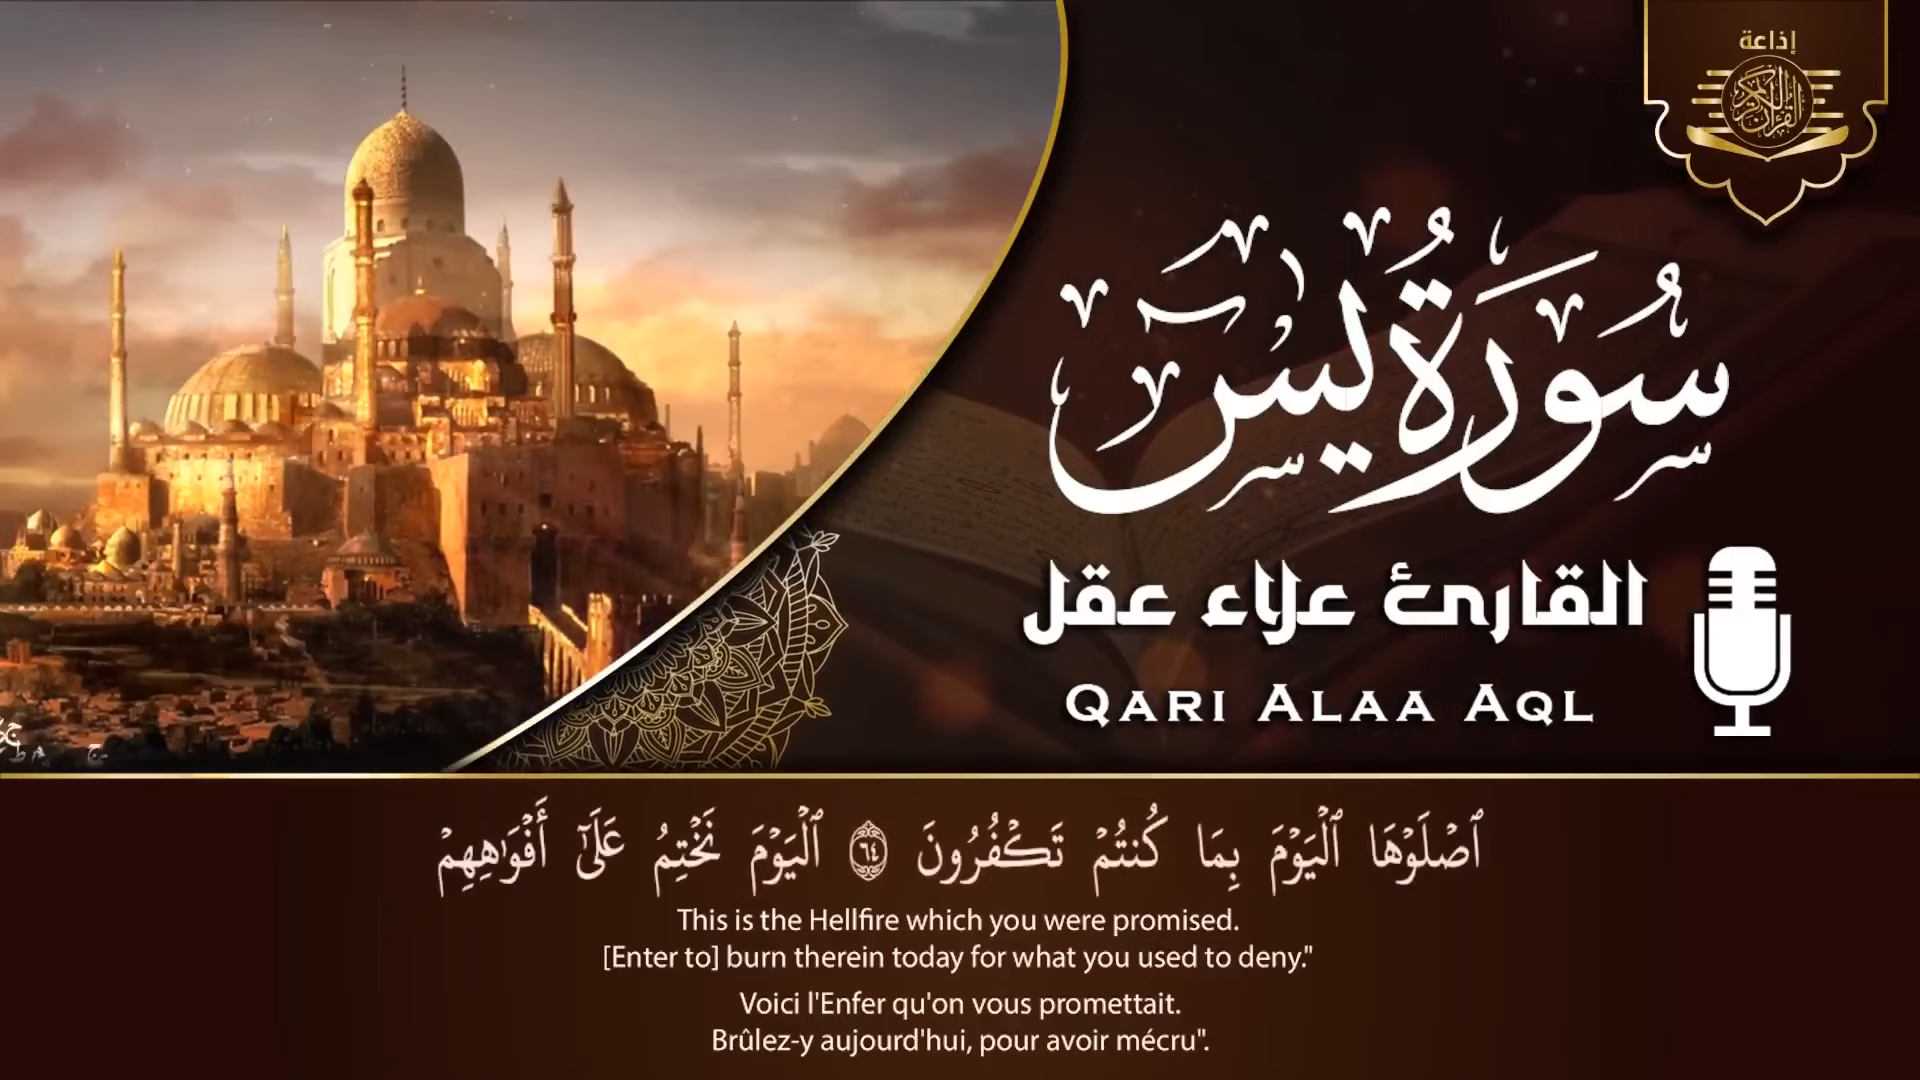 إذاعة
القرآن الكريم
سُورَةُ يسٓ
القارئ علاء عقل
QARI ALAA AQL
ٱصْلَوْهَا ٱلْيَوْمَ بِمَا كُنتُمْ تَكْفُرُونَ ٦٤ ٱلْيَوْمَ نَخْتِمُ عَلَىٰٓ أَفْوَٰهِهِمْ
This is the Hellfire which you were promised.
[Enter to] burn therein today for what you used to deny."
Voici l'Enfer qu'on vous promettait.
Brûlez-y aujourd'hui, pour avoir mécru".